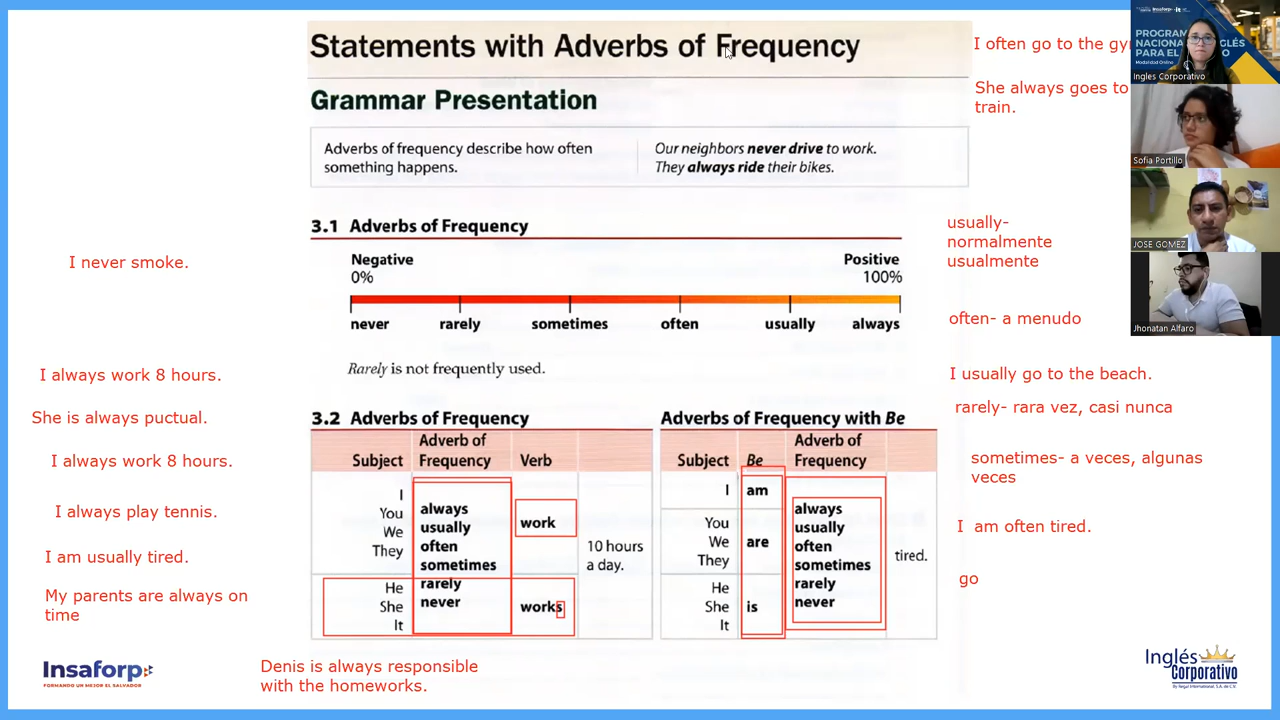 Statements with Adverbs of Frequency
Grammar Presentation
Adverbs of frequency describe how often
something happens.
Our neighbors never drive to work.
They always ride their bikes.
3.1 Adverbs of Frequency
Negative
0%
Positive
100%
never rarely sometimes often usually always
Rarely is not frequently used.
3.2 Adverbs of Frequency
Subject
Adverb of
Frequency
Verb
I
You
We
They
He
She
It
always
usually
often
sometimes
rarely
never
work
works
10 hours
a day.
Adverbs of Frequency with Be
Subject
Be
Adverb of
Frequency
I
You
We
They
He
She
It
am
are
is
always
usually
often
sometimes
rarely
never
tired.
I never smoke.
I always work 8 hours.
She is always puctual.
I always work 8 hours.
I always play tennis.
I am usually tired.
My parents are always on
time
Denis is always responsible
with the homeworks.
I often go to the
She always goes to
train.
usually-
normalmente
usualmente
often- a menudo
I usually go to the beach.
rarely- rara vez, casi nunca
sometimes- a veces, algunas
veces
I am often tired.
go
Insaforp
FORMANDO UN MEJOR EL SALVADOR
Inglés
Corporativo
Insaforp
NACIONAL
PARA EL
Modalidad Online
Ingles Corporativo
Sofia Portillo
JOSE GOMEZ
Jhonatan Alfaro